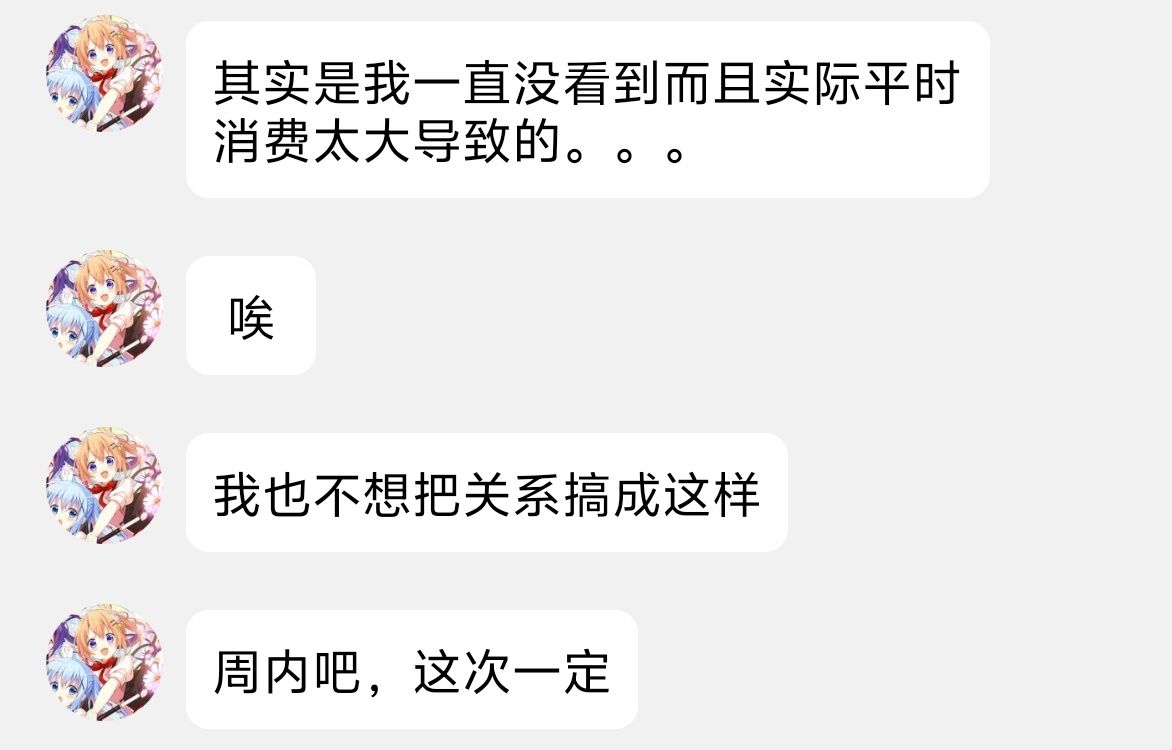 其实是我一直没看到而且实际平时
消费太大导致的。。。
唉
我也不想把关系搞成这样
周内吧，这次一定